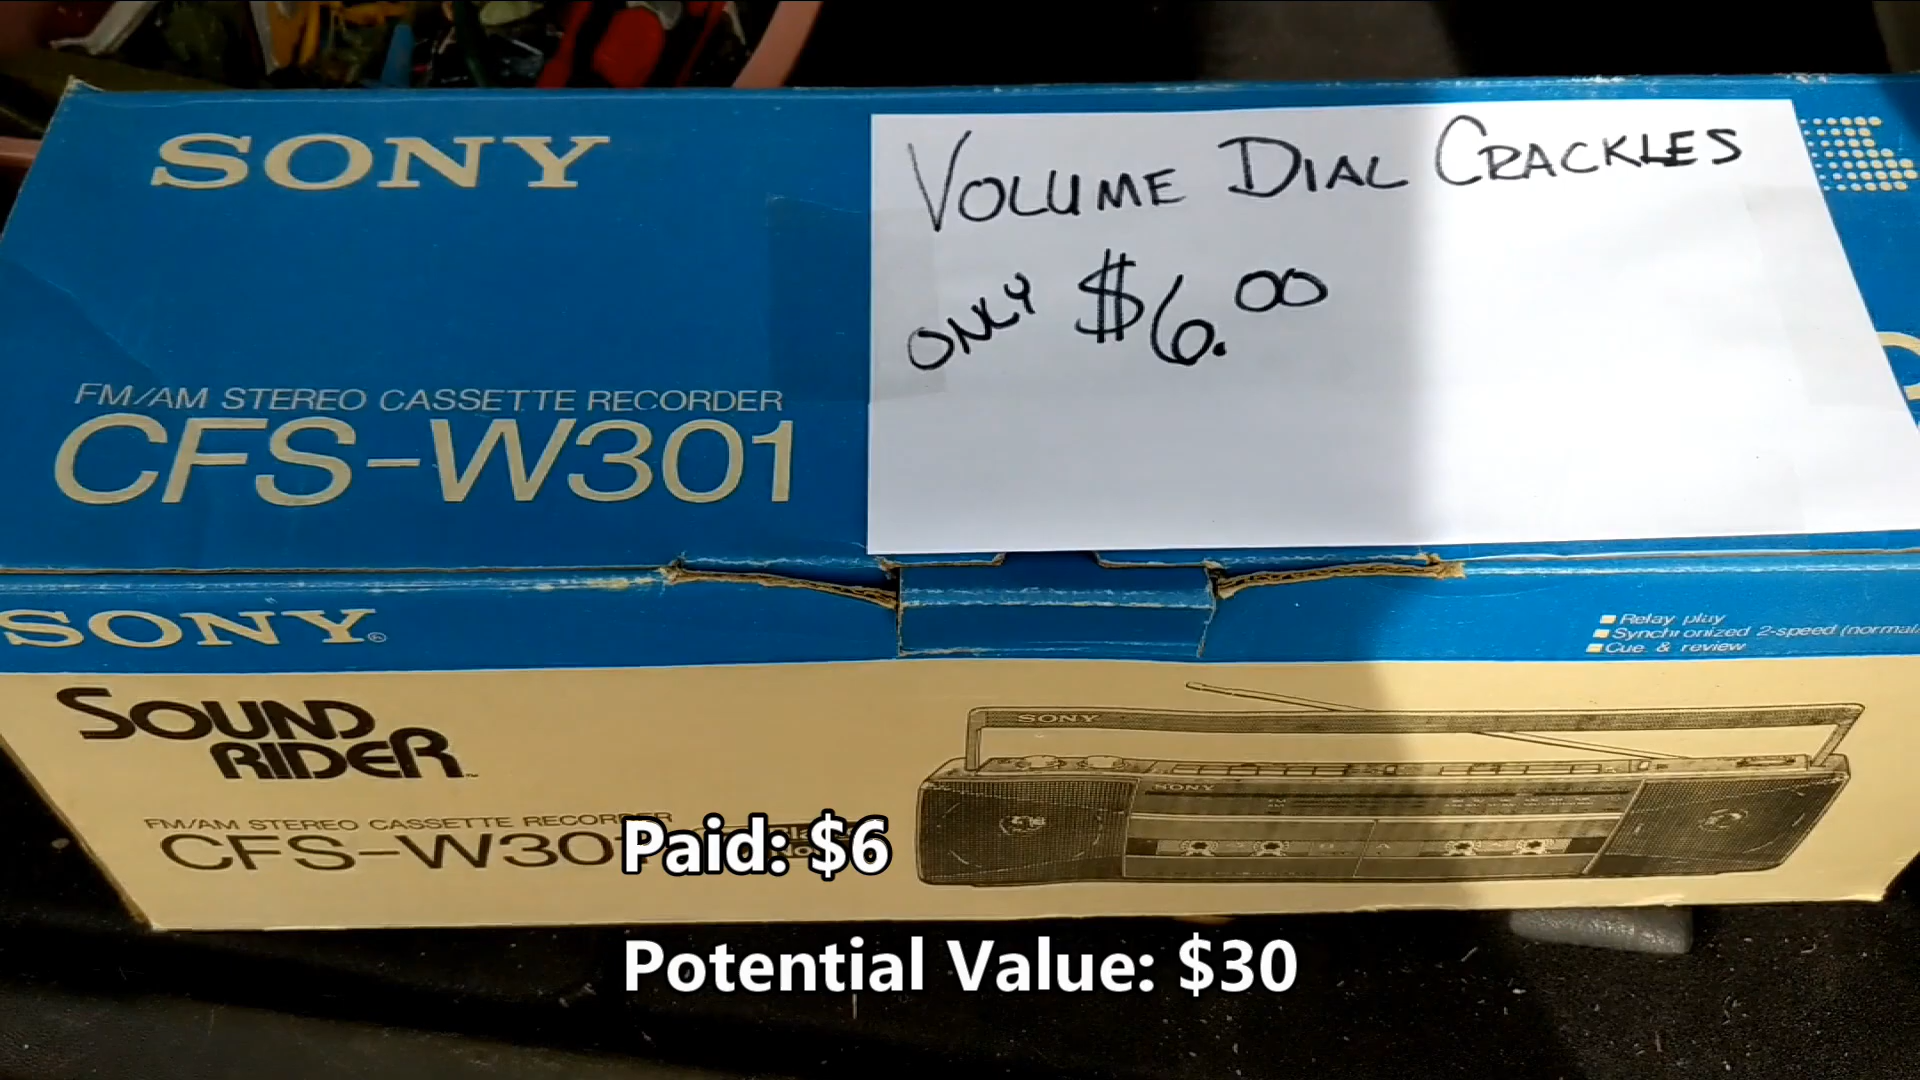 SONY
VOLUME DIAL CRACKLES
ONLY $6.00
FM/AM STEREO CASSETTE RECORDER
CFS-W301
SONY®
Relay play
Synchronized 2-speed (normal/
Cue & review
SOUND
RIDER
SONY
SONY
FM/AM STEREO CASSETTE RECORDER
CFS-W30
Paid: $6
Potential Value: $30